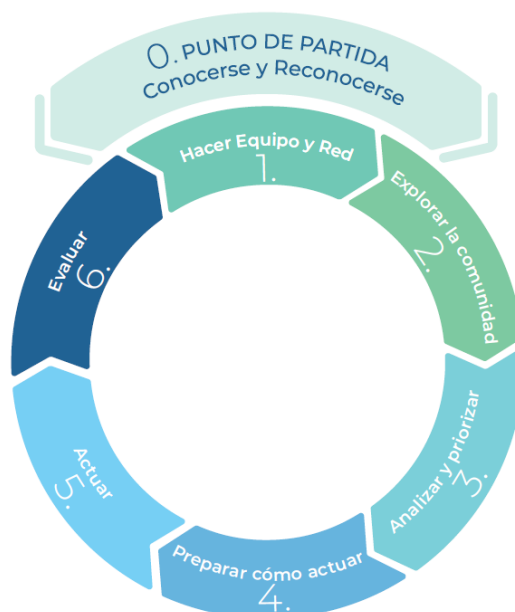 0. PUNTO DE PARTIDA
Conocerse y Reconocerse
Hacer Equipo y Red
1.
Explorar la comunidad
2.
Analizar y priorizar
3.
Preparar cómo actuar
4.
Actuar
5.
Evaluar
6.